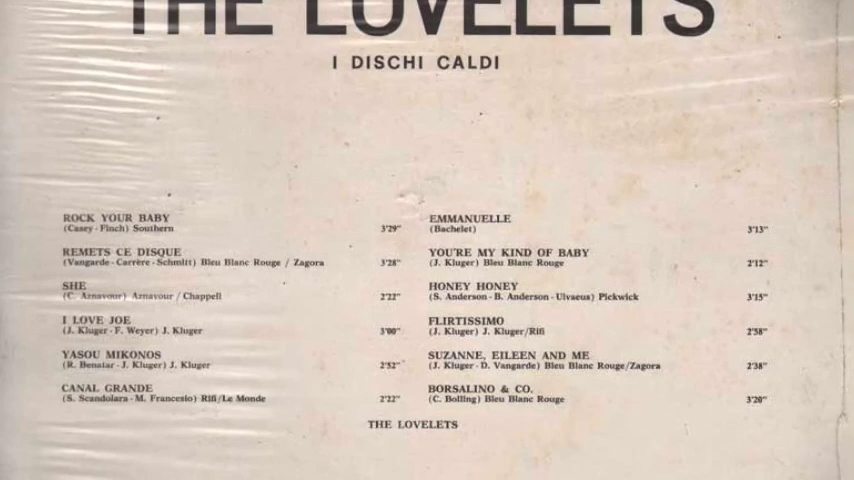 THE LOVELETS
I DISCHI CALDI
ROCK YOUR BABY
(Casey - Finch) Southern 3'29"
REMETS CE DISQUE
(Vangarde - Carrère - Schmitt) Bleu Blanc Rouge / Zagora 3'28"
SHE
(C. Aznavour) Aznavour / Chappell 2'22"
I LOVE JOE
(J. Kluger - F. Weyer) J. Kluger 3'00"
YASOU MIKONOS
(R. Benatar - J. Kluger) J. Kluger 2'52"
CANAL GRANDE
(S. Scandolara - M. Francesio) Rifi/Le Monde 2'22"
EMMANUELLE
(Bachelet) 3'13"
YOU'RE MY KIND OF BABY
(J. Kluger) Bleu Blanc Rouge 2'12"
HONEY HONEY
(S. Anderson - B. Anderson - Ulvaeus) Pickwick 3'15"
FLIRTISSIMO
(J. Kluger) J. Kluger/Rifi 2'58"
SUZANNE, EILEEN AND ME
(J. Kluger - D. Vangarde) Bleu Blanc Rouge/Zagora 2'38"
BORSALINO & CO.
(C. Bolling) Bleu Blanc Rouge 3'20"
THE LOVELETS